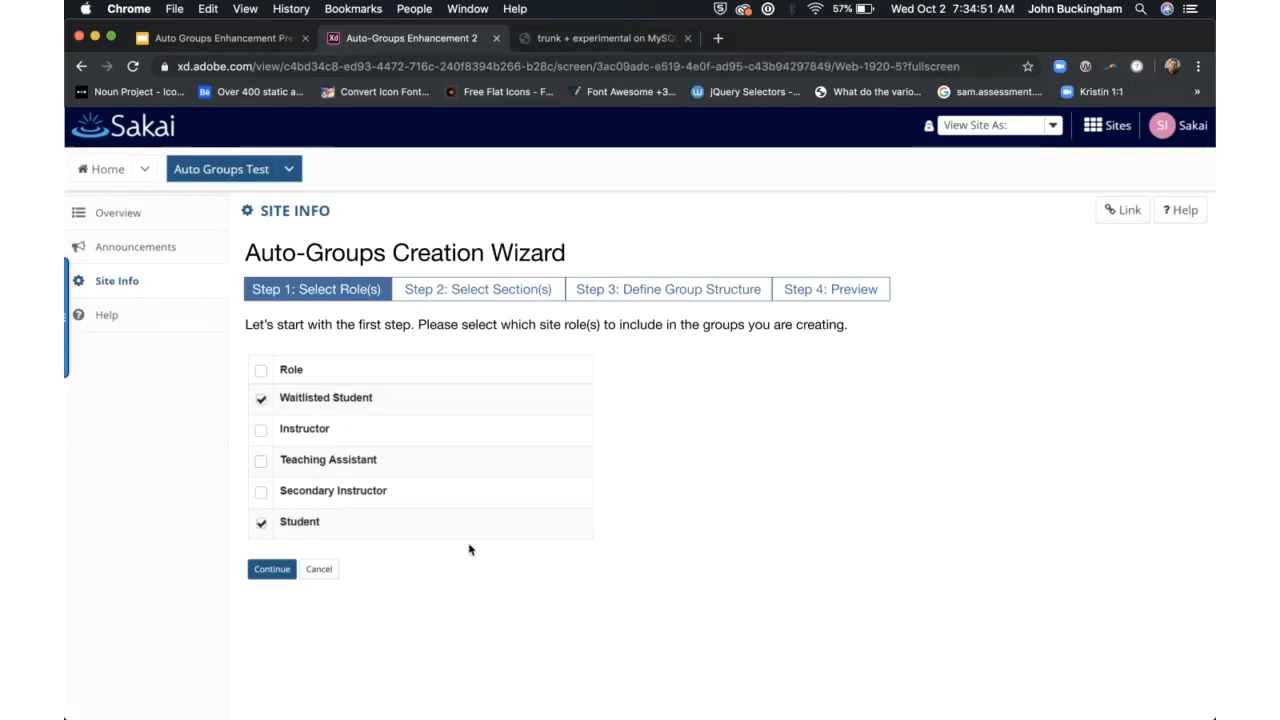 Chrome File Edit View History Bookmarks People Window Help 57% Wed Oct 2 7:34:51 AM John Buckingham
Auto Groups Enhancement Pre Auto-Groups Enhancement 2 trunk + experimental on MySQ
xd.adobe.com/view/c4bd34c8-ed93-4472-716c-240f8394b266-b28c/screen/3ac09adc-e519-4e0f-ad95-c43b94297849/Web-1920-5?fullscreen
Noun Project - Ico... Over 400 static a... Convert Icon Font... Free Flat Icons - F... Font Awesome +3... jQuery Selectors -... What do the vario... sam.assessment.... Kristin 1:1 »
Sakai View Site As: Sites SI Sakai
Home Auto Groups Test
Overview
Announcements
Site Info
Help
SITE INFO Link ? Help
Auto-Groups Creation Wizard
Step 1: Select Role(s) Step 2: Select Section(s) Step 3: Define Group Structure Step 4: Preview
Let's start with the first step. Please select which site role(s) to include in the groups you are creating.
Role
Waitlisted Student
Instructor
Teaching Assistant
Secondary Instructor
Student
Continue Cancel